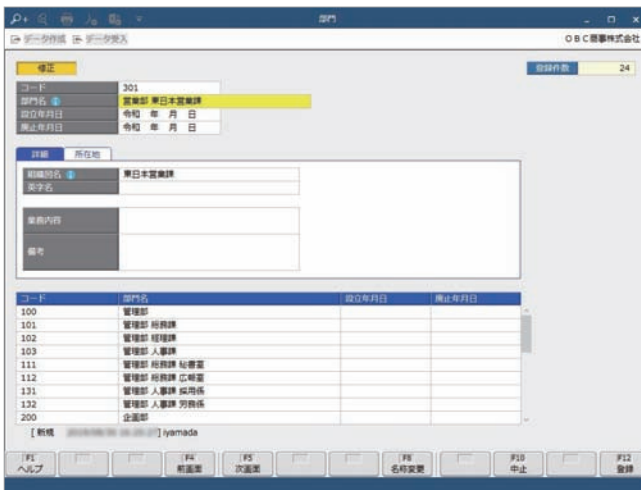 部門
データ作成 データ受入 OBC商事株式会社
修正 登録件数 24
コード 301
部門名 営業部 東日本営業課
設立年月日 令和 年 月 日
廃止年月日 令和 年 月 日
詳細 所在地
組織別名 東日本営業課
英字名
業務内容
備考
コード 部門名 設立年月日 廃止年月日
100 管理部
101 管理部 総務課
102 管理部 経理課
103 管理部 人事課
111 管理部 総務課 秘書室
112 管理部 総務課 広報室
131 管理部 人事課 採用係
132 管理部 人事課 労務係
200 企画部
[ 新規 ] iyamada
F1 F4 F5 F8 F10 F12
ヘルプ 前画面 次画面 名称変更 中止 登録